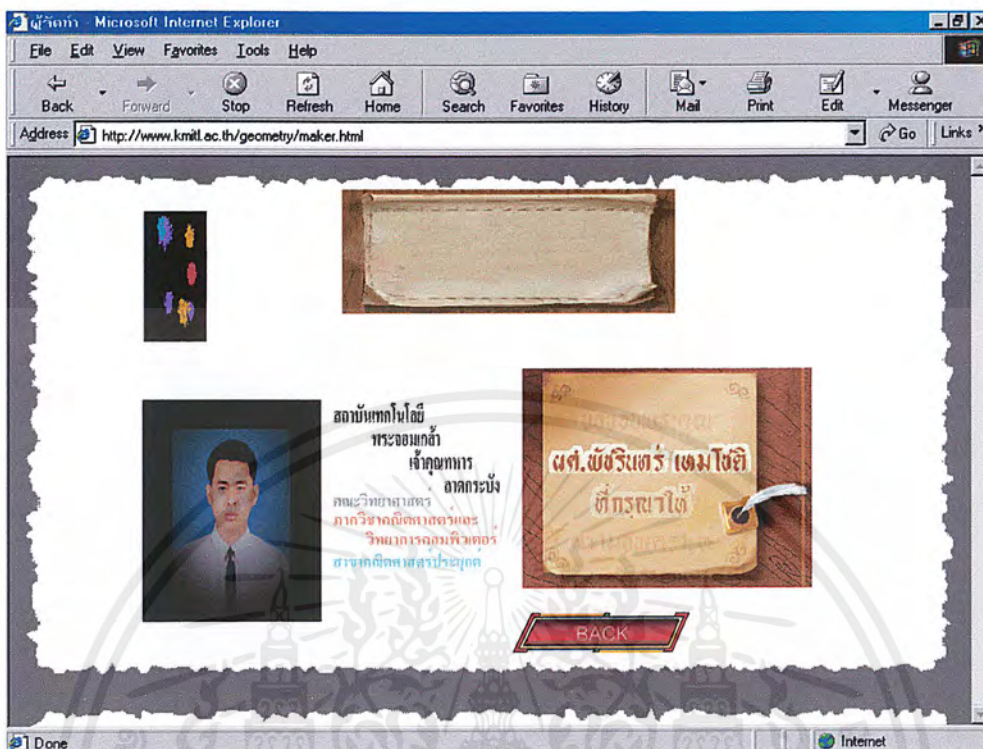 ผู้จัดทำ - Microsoft Internet Explorer
File Edit View Favorites Tools Help
Back Forward Stop Refresh Home Search Favorites History Mail Print Edit Messenger
Address http://www.kmitl.ac.th/geometry/maker.html Go Links
สถาบันเทคโนโลยี
พระจอมเกล้า
เจ้าคุณทหาร
ลาดกระบัง
คณะวิทยาศาสตร์
ภาควิชาคณิตศาสตร์และ
วิทยาการคอมพิวเตอร์
สาขาคณิตศาสตร์ประยุกต์
ผศ.พัชรินทร์ เหมโชติ
ที่กรุณาให้
BACK
Done Internet